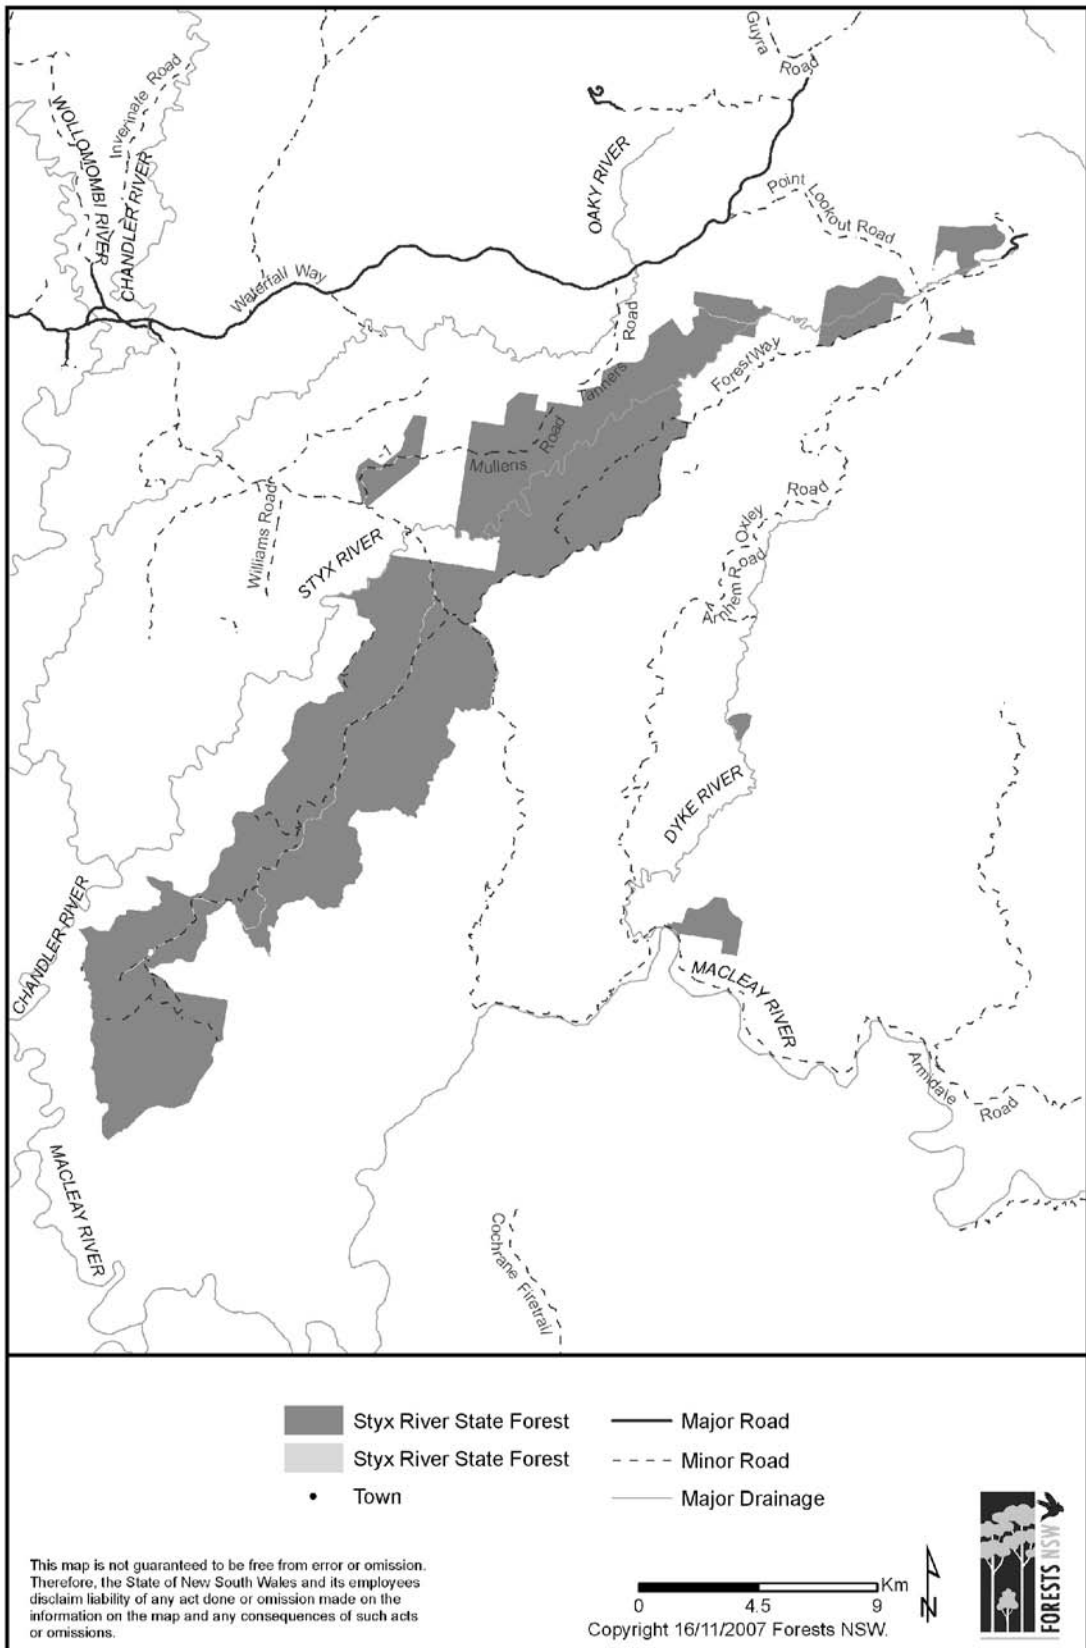 Guyra
Road
Inverinate Road
WOLLOMOMBI RIVER
CHANDLER RIVER
OAKY RIVER
Point Lookout Road
Waterfall Way
Road
Tanners
Forest Way
Road
Mullens
Williams Road
STYX RIVER
Road
Oxley
Arnhem Road
DYKE RIVER
CHANDLER RIVER
MACLEAY RIVER
Armidale
Road
MACLEAY RIVER
Cochrane Firetrail
Styx River State Forest
Styx River State Forest
Town
Major Road
Minor Road
Major Drainage
This map is not guaranteed to be free from error or omission.
Therefore, the State of New South Wales and its employees
disclaim liability of any act done or omission made on the
information on the map and any consequences of such acts
or omissions.
Km
0 4.5 9
N
Copyright 16/11/2007 Forests NSW.
FORESTS NSW